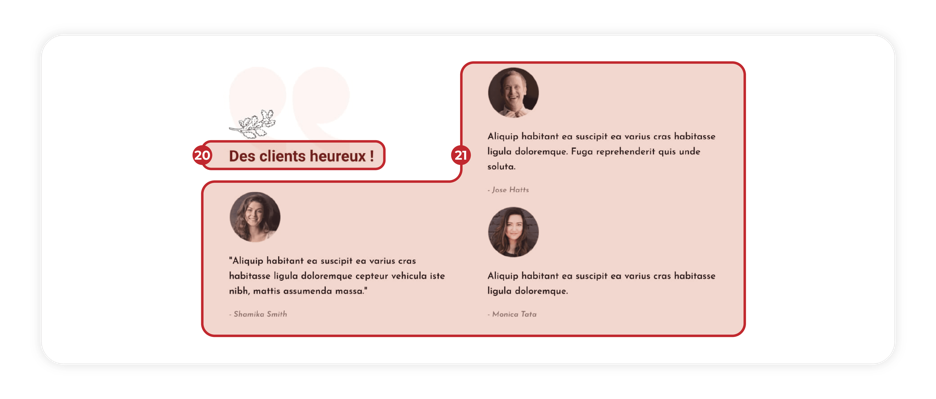 20
Des clients heureux !
"Aliquip habitant ea suscipit ea varius cras
habitasse ligula doloremque cepteur vehicula iste
nibh, mattis assumenda massa."
- Shamika Smith
21
Aliquip habitant ea suscipit ea varius cras habitasse
ligula doloremque. Fuga reprehenderit quis unde
soluta.
- Jose Hatts
Aliquip habitant ea suscipit ea varius cras habitasse
ligula doloremque.
- Monica Tata